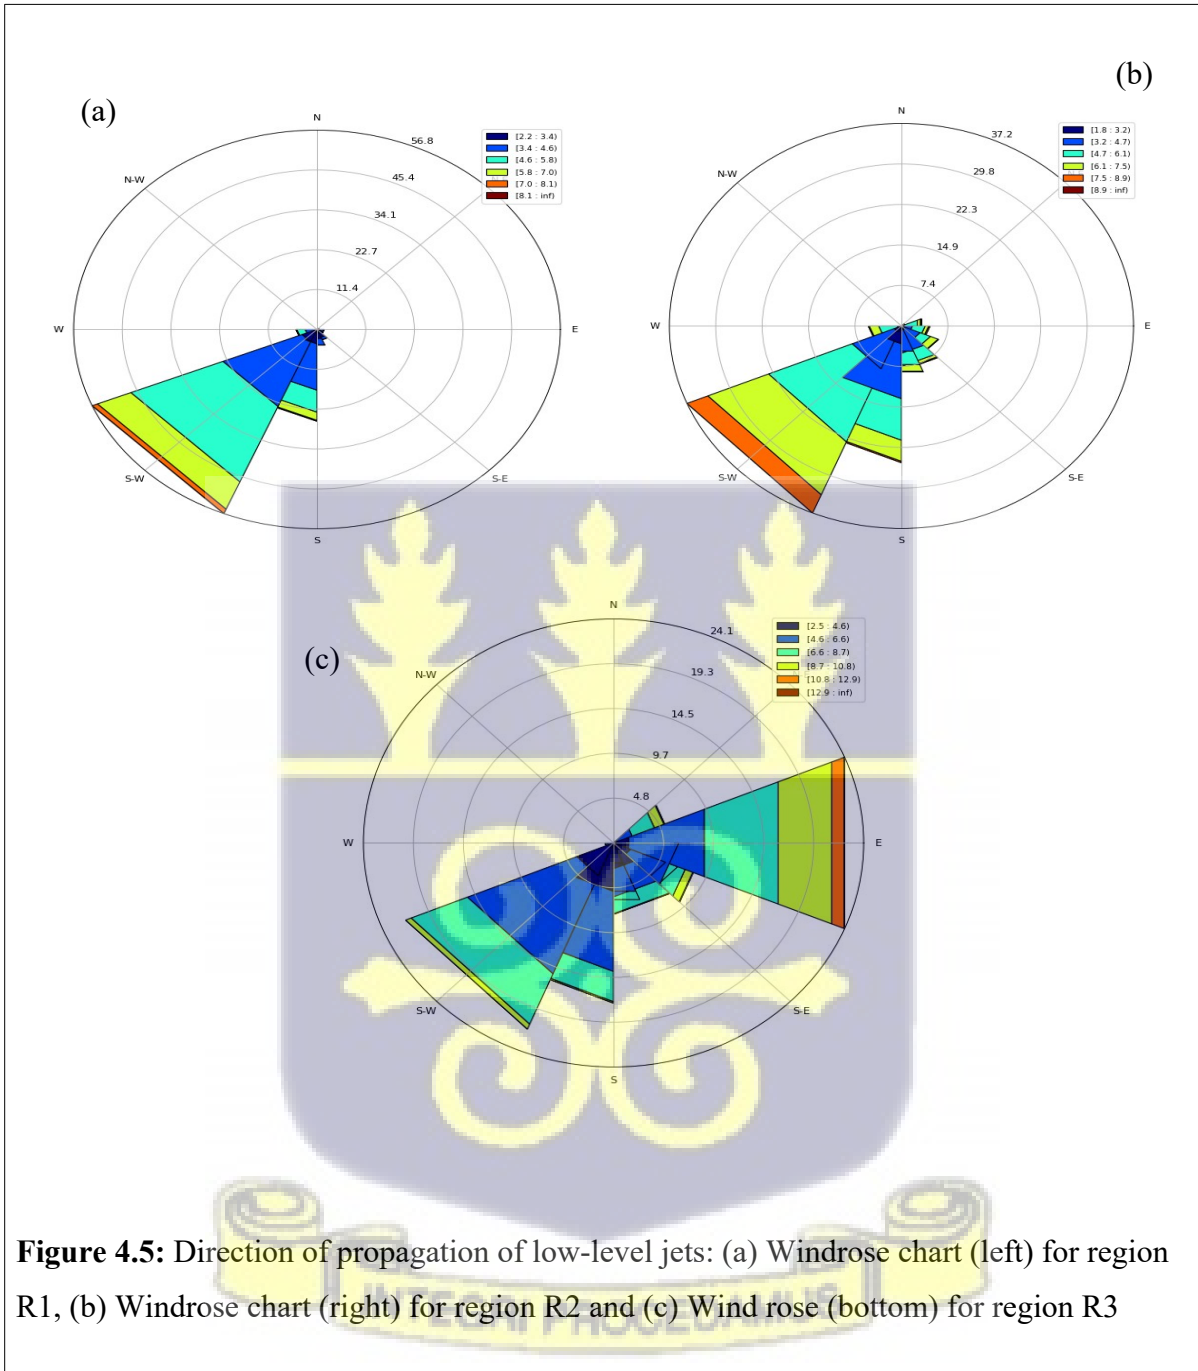 (b)
(a)
N
56.8
45.4
34.1
22.7
11.4
N-W
W
E
S-W
S-E
S
[2.2 : 3.4)
[3.4 : 4.6)
[4.6 : 5.8)
[5.8 : 7.0)
[7.0 : 8.1)
[8.1 : inf)
N
37.2
29.8
22.3
14.9
7.4
N-W
W
E
S-W
S-E
S
[1.8 : 3.2)
[3.2 : 4.7)
[4.7 : 6.1)
[6.1 : 7.5)
[7.5 : 8.9)
[8.9 : inf)
(c)
N
24.1
19.3
14.5
9.7
4.8
N-W
W
E
S-W
S-E
S
[2.5 : 4.6)
[4.6 : 6.6)
[6.6 : 8.7)
[8.7 : 10.8)
[10.8 : 12.9)
[12.9 : inf)
Figure 4.5: Direction of propagation of low-level jets: (a) Windrose chart (left) for region
R1, (b) Windrose chart (right) for region R2 and (c) Wind rose (bottom) for region R3
INTEGRI PROCEDAMUS